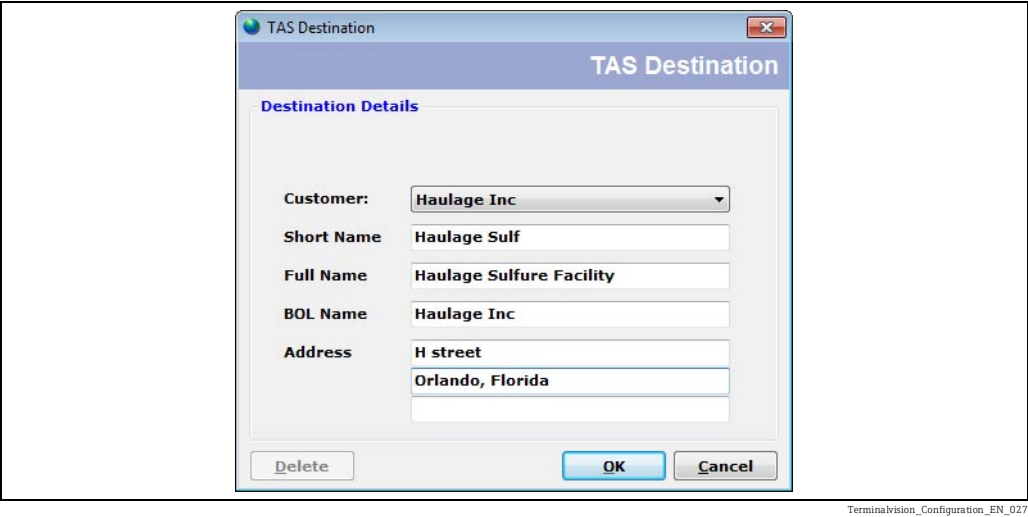 TAS Destination
TAS Destination
Destination Details
Customer: Haulage Inc
Short Name Haulage Sulf
Full Name Haulage Sulfure Facility
BOL Name Haulage Inc
Address H street
Orlando, Florida
Delete OK Cancel
Terminalvision_Configuration_EN_027